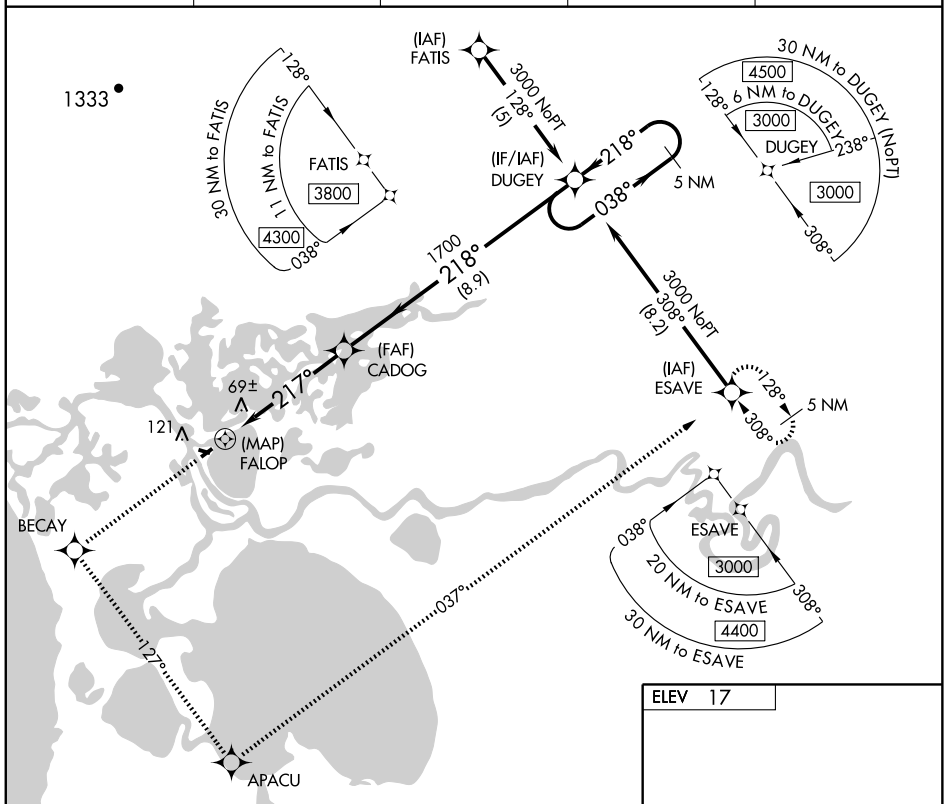 1333
(IAF)
FATIS
3000 NoPT
128°
(5)
30 NM to FATIS
128°
11 NM to FATIS
FATIS
3800
4300
038°
30 NM to DUGEY (NoPT)
4500
6 NM to DUGEY
128°
3000
DUGEY
238°
3000
308°
(IF/IAF)
DUGEY
218°
038°
5 NM
1700
218°
(8.9)
3000 NoPT
308°
(8.2)
(FAF)
CADOG
(IAF)
ESAVE
128°
308°
5 NM
217°
69±
121
(MAP)
FALOP
BECAY
127°
037°
APACU
ESAVE
038°
3000
308°
20 NM to ESAVE
4400
30 NM to ESAVE
ELEV 17